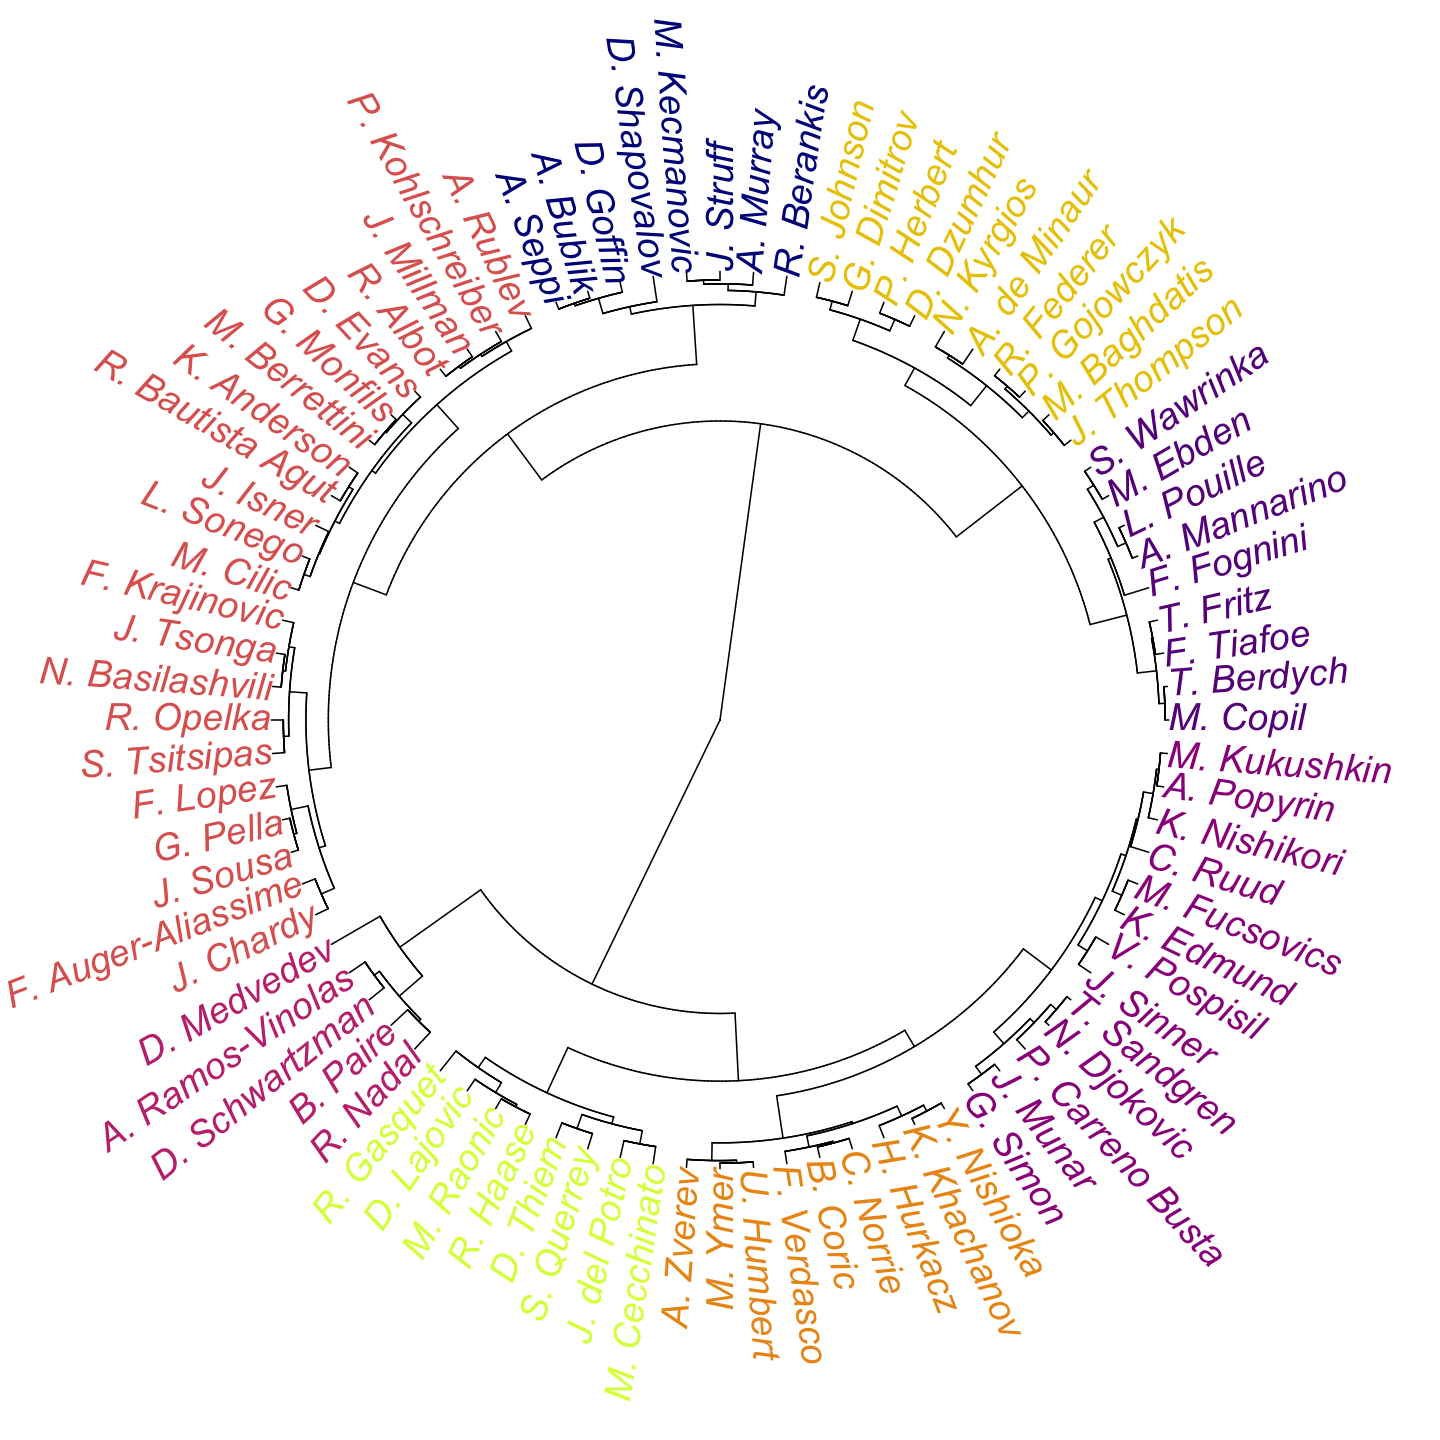 M. Kecmanovic
J. Struff
A. Murray
R. Berankis
S. Johnson
G. Dimitrov
P. Herbert
D. Dzumhur
N. Kyrgios
A. de Minaur
R. Federer
P. Gojowczyk
M. Baghdatis
J. Thompson
S. Wawrinka
M. Ebden
L. Pouille
A. Mannarino
F. Fognini
T. Fritz
F. Tiafoe
T. Berdych
M. Copil
M. Kukushkin
A. Popyrin
K. Nishikori
C. Ruud
M. Fucsovics
K. Edmund
V. Pospisil
J. Sinner
T. Sandgren
N. Djokovic
P. Carreno Busta
J. Munar
G. Simon
Y. Nishioka
K. Khachanov
H. Hurkacz
C. Norrie
B. Coric
F. Verdasco
U. Humbert
M. Ymer
A. Zverev
M. Cecchinato
J. del Potro
S. Querrey
D. Thiem
R. Haase
M. Raonic
D. Lajovic
R. Gasquet
R. Nadal
B. Paire
D. Schwartzman
A. Ramos-Vinolas
D. Medvedev
J. Chardy
F. Auger-Aliassime
J. Sousa
G. Pella
F. Lopez
S. Tsitsipas
R. Opelka
N. Basilashvili
J. Tsonga
F. Krajinovic
M. Cilic
L. Sonego
J. Isner
R. Bautista Agut
K. Anderson
M. Berrettini
G. Monfils
D. Evans
R. Albot
J. Millman
P. Kohlschreiber
A. Rublev
A. Seppi
A. Bublik
D. Goffin
D. Shapovalov